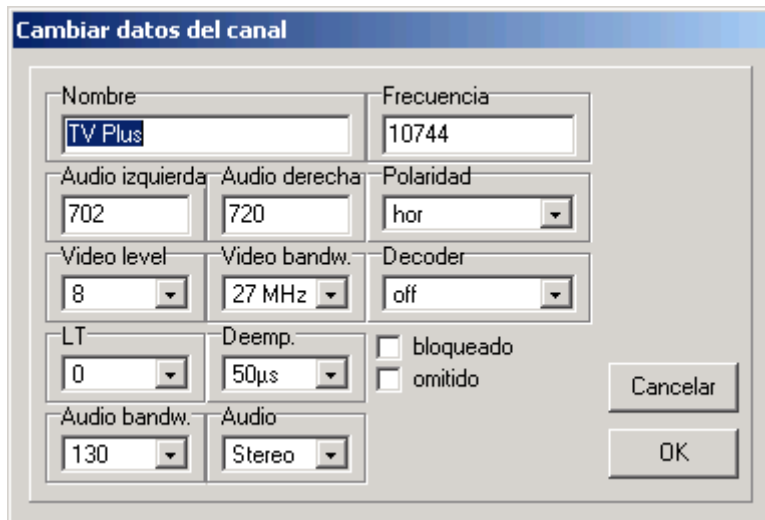 Cambiar datos del canal
Nombre Frecuencia
TV Plus 10744
Audio izquierda Audio derecha Polaridad
702 720 hor
Video level Video bandw. Decoder
8 27 MHz off
LT Deemp. bloqueado
0 50µs omitido Cancelar
Audio bandw. Audio
130 Stereo OK